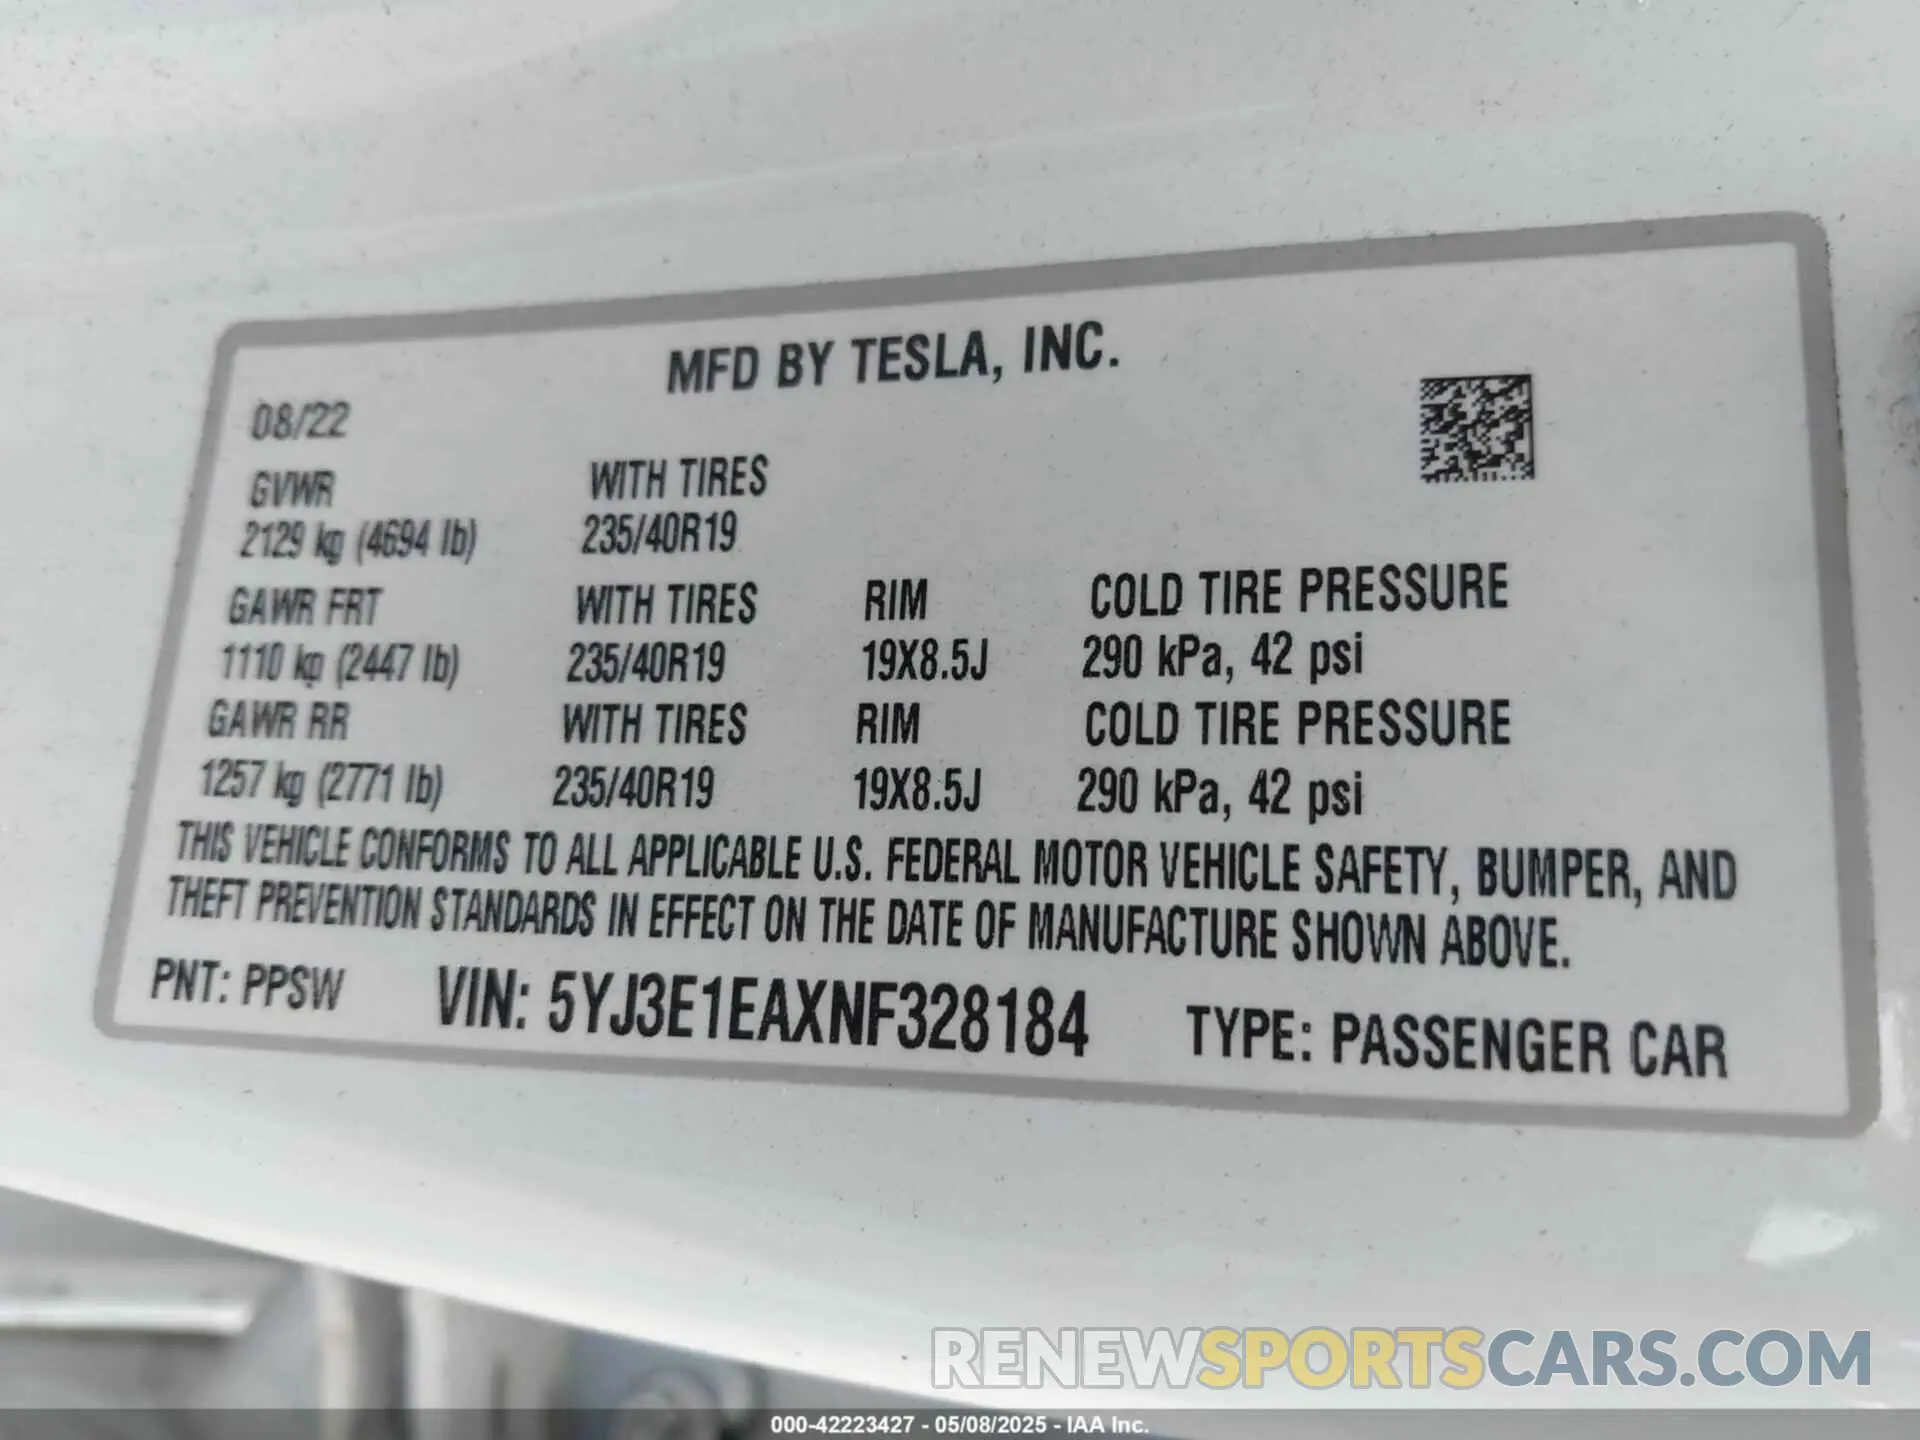 MFD BY TESLA, INC.
08/22
GVWR WITH TIRES
2129 kg (4694 lb) 235/40R19
GAWR FRT WITH TIRES RIM COLD TIRE PRESSURE
1110 kg (2447 lb) 235/40R19 19X8.5J 290 kPa, 42 psi
GAWR RR WITH TIRES RIM COLD TIRE PRESSURE
1257 kg (2771 lb) 235/40R19 19X8.5J 290 kPa, 42 psi
THIS VEHICLE CONFORMS TO ALL APPLICABLE U.S. FEDERAL MOTOR VEHICLE SAFETY, BUMPER, AND
THEFT PREVENTION STANDARDS IN EFFECT ON THE DATE OF MANUFACTURE SHOWN ABOVE.
PNT: PPSW VIN: 5YJ3E1EAXNF328184 TYPE: PASSENGER CAR
RENEWSPORTSCARS.COM
000-42223427 - 05/08/2025 - IAA Inc.